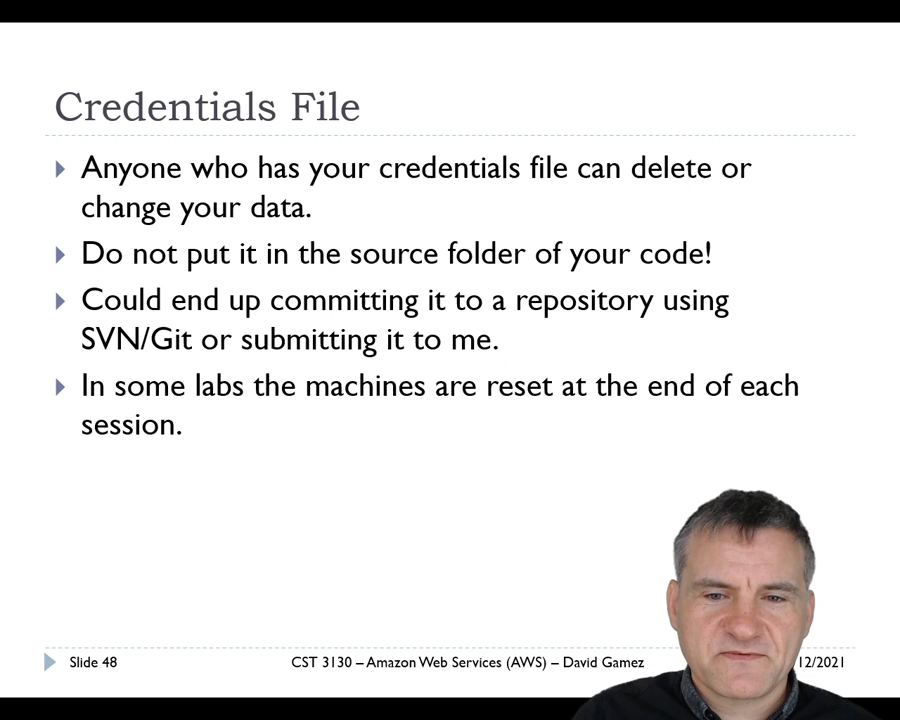 Credentials File
Anyone who has your credentials file can delete or
change your data.
Do not put it in the source folder of your code!
Could end up committing it to a repository using
SVN/Git or submitting it to me.
In some labs the machines are reset at the end of each
session.
Slide 48 CST 3130 – Amazon Web Services (AWS) – David Gamez 12/2021